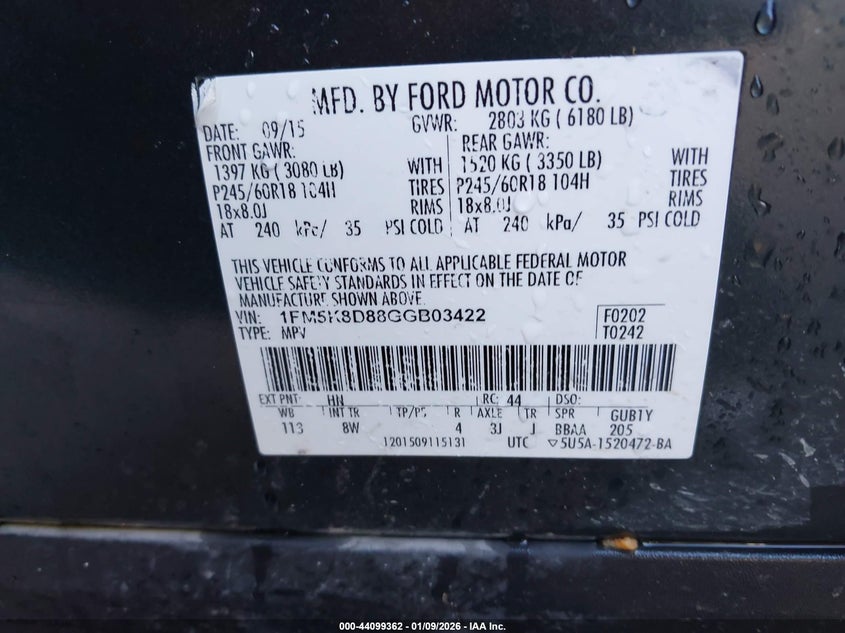 MFD. BY FORD MOTOR CO.
DATE: 09/15 GVWR: 2803 KG ( 6180 LB)
FRONT GAWR: REAR GAWR:
1397 KG ( 3080 LB) WITH 1520 KG ( 3350 LB) WITH
P245/60R18 104H TIRES P245/60R18 104H TIRES
18x8.0J RIMS 18x8.0J RIMS
AT 240 kPa/ 35 PSI COLD AT 240 kPa/ 35 PSI COLD
THIS VEHICLE CONFORMS TO ALL APPLICABLE FEDERAL MOTOR
VEHICLE SAFETY STANDARDS IN EFFECT ON THE DATE OF
MANUFACTURE SHOWN ABOVE.
VIN: 1FM5K8D88GGB03422 F0202
TYPE: MPV T0242
EXT PNT: HN RC: 44 DSO:
WB INT TR TP/PS R AXLE TR SPR GUB1Y
113 8W 4 3J J BBAA 205
1201509115131 UTC ▽5U5A-1520472-BA
000-44099362 | 01/09/2026 - IAA Inc.